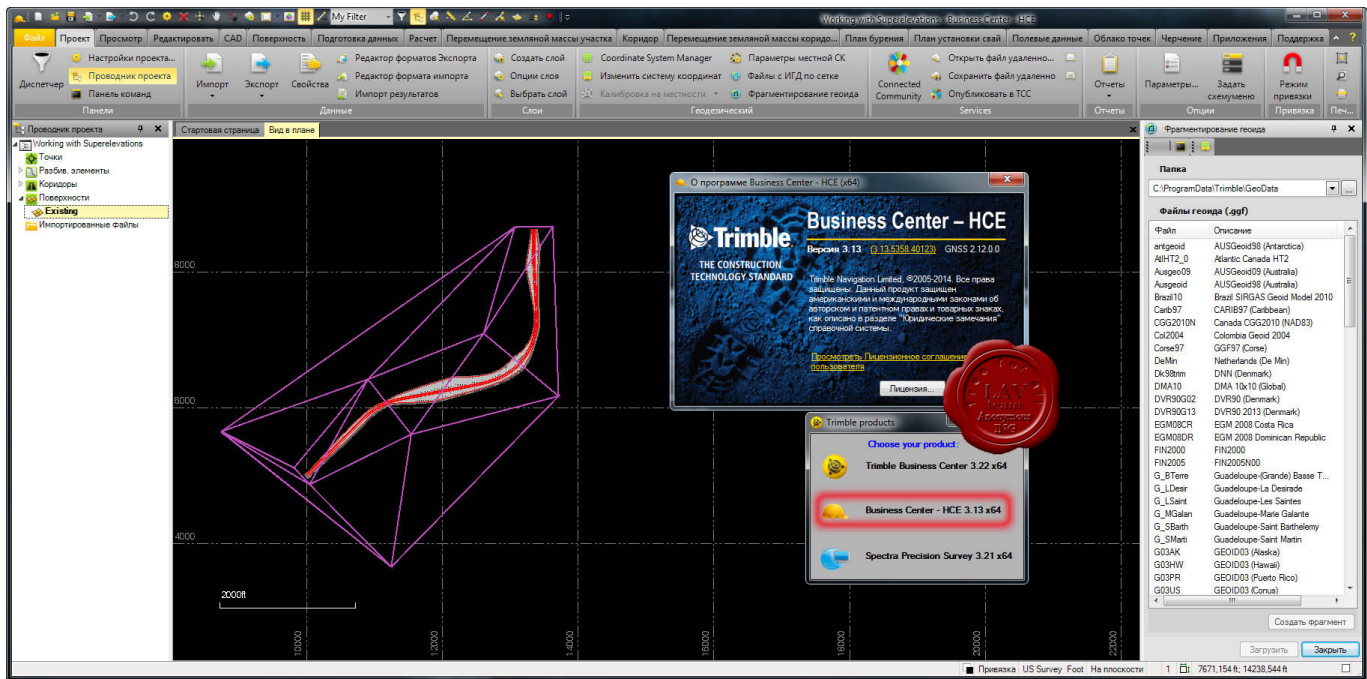 My Filter
Working with Superelevations - Business Center - HCE
Файл Проект Просмотр Редактировать CAD Поверхность Подготовка данных Расчет Перемещение земляной массы участка Коридор Перемещение земляной массы коридо... План бурения План установки свай Полевые данные Облако точек Черчение Приложения Поддержка
Диспетчер
Настройки проекта...
Проводник проекта
Панель команд
Панели
Импорт
Экспорт
Свойства
Редактор форматов Экспорта
Редактор формата импорта
Импорт результатов
Данные
Создать слой
Опции слоя
Выбрать слой
Слои
Coordinate System Manager
Изменить систему координат
Калибровка на местности
Параметры местной СК
Файлы с ИГД по сетке
Фрагментирование геоида
Геодезический
Connected Community
Открыть файл удаленно...
Сохранить файл удаленно
Опубликовать в TCC
Services
Отчеты
Отчеты
Параметры...
Задать схемуменю
Опции
Режим привязки
Привязка
Печ...
Проводник проекта
Working with Superelevations
Точки
Разбив. элементы
Коридоры
Поверхности
Existing
Импортированные файлы
Стартовая страница Вид в плане
6000
6000
4000
2000ft
10000
12000
14000
16000
18000
20000
22000
О программе Business Center - HCE (x64)
Trimble
THE CONSTRUCTION
TECHNOLOGY STANDARD
Business Center – HCE
Версия 3.13 (3.13.5358.40123) GNSS 2.12.0.0
Trimble Navigation Limited, ©2005-2014. Все права
защищены. Данный продукт защищен
американскими и международными законами об
авторском и патентном правах и товарных знаках,
как описано в разделе "Юридические замечания"
справочной системы.
Просмотреть Лицензионное соглашение
пользователя
Лицензия...
LAV
Team
Anonymous
ING
Trimble products
Choose your product:
Trimble Business Center 3.22 x64
Business Center - HCE 3.13 x64
Spectra Precision Survey 3.21 x64
Фрагментирование геоида
Папка
C:\ProgramData\Trimble\GeoData
Файлы геоида (.ggf)
Файл Описание
antgeoid AUSGeoid98 (Antarctica)
AtlHT2_0 Atlantic Canada HT2
Ausgeo09 AUSGeoid09 (Australia)
Ausgeoid AUSGeoid98 (Australia)
Brazil10 Brazil SIRGAS Geoid Model 2010
Carib97 CARIB97 (Caribbean)
CGG2010N Canada CGG2010 (NAD83)
Col2004 Colombia Geoid 2004
Corse97 GGF97 (Corse)
DeMin Netherlands (De Min)
Dk98trim DNN (Denmark)
DMA10 DMA 10x10 (Global)
DVR90G02 DVR90 (Denmark)
DVR90G13 DVR90 2013 (Denmark)
EGM08CR EGM 2008 Costa Rica
EGM08DR EGM 2008 Dominican Republic
FIN2000 FIN2000
FIN2005 FIN2005N00
G_BTerre Guadeloupe-(Grande) Basse T...
G_LDesir Guadeloupe-La Desirade
G_LSaint Guadeloupe-Les Saintes
G_MGalan Guadeloupe-Marie Galante
G_SBarth Guadeloupe-Saint Barthelemy
G_SMarti Guadeloupe-Saint Martin
G03AK GEOID03 (Alaska)
G03HW GEOID03 (Hawaii)
G03PR GEOID03 (Puerto Rico)
G03US GEOID03 (Conus)
Создать фрагмент
Загрузить Закрыть
Привязка US Survey Foot На плоскости 1 7671,154 ft; 14238,544 ft